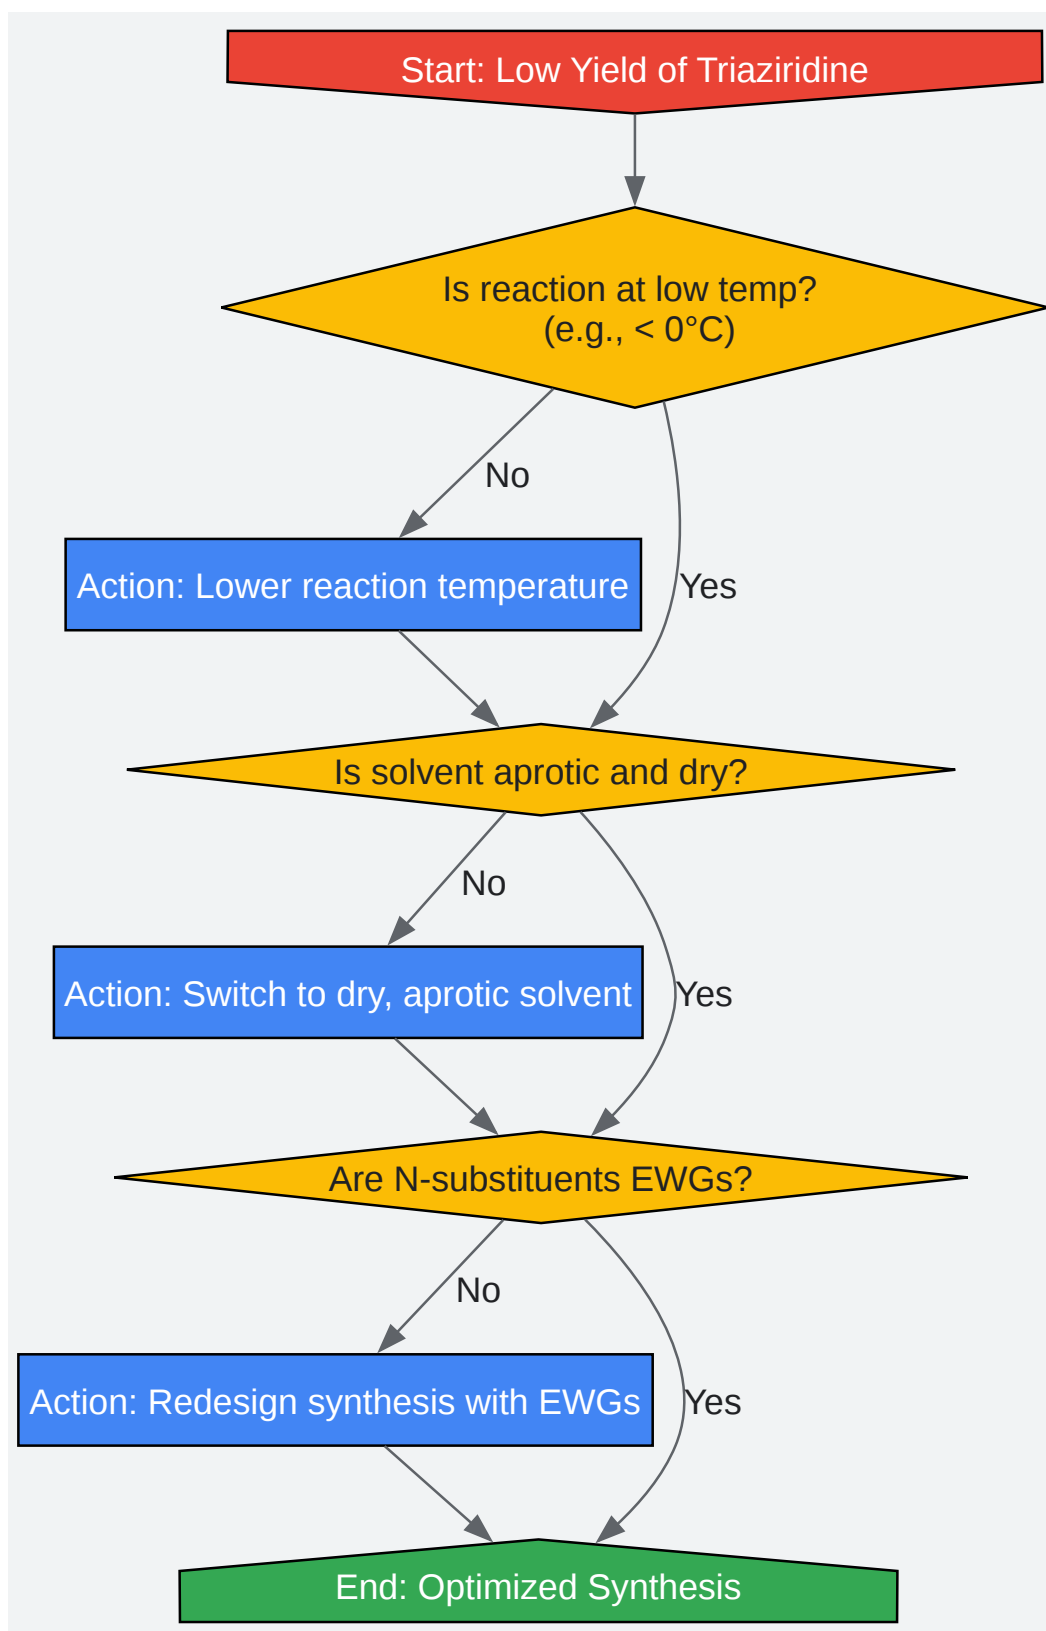 Start: Low Yield of Triaziridine
Is reaction at low temp?
(e.g., < 0°C)
No
Action: Lower reaction temperature
Yes
Is solvent aprotic and dry?
No
Action: Switch to dry, aprotic solvent
Yes
Are N-substituents EWGs?
No
Action: Redesign synthesis with EWGs
Yes
End: Optimized Synthesis